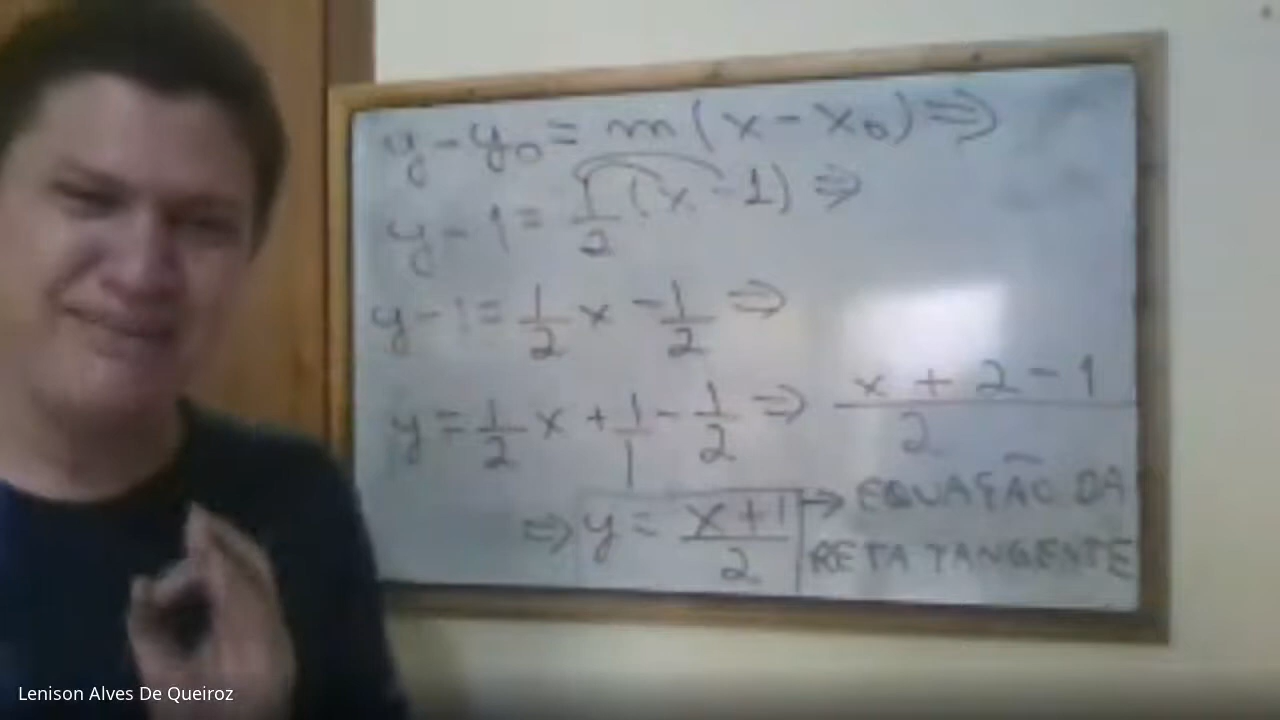 y - y₀ = m(x - x₀) ⇒
y - 1 = 1/2 (x - 1) ⇒
y - 1 = 1/2 x - 1/2 ⇒
y = 1/2 x + 1/1 - 1/2 ⇒ x + 2 - 1 / 2
⇒ y = x + 1 / 2 → EQUAÇÃO DA
RETA TANGENTE
Lenison Alves De Queiroz